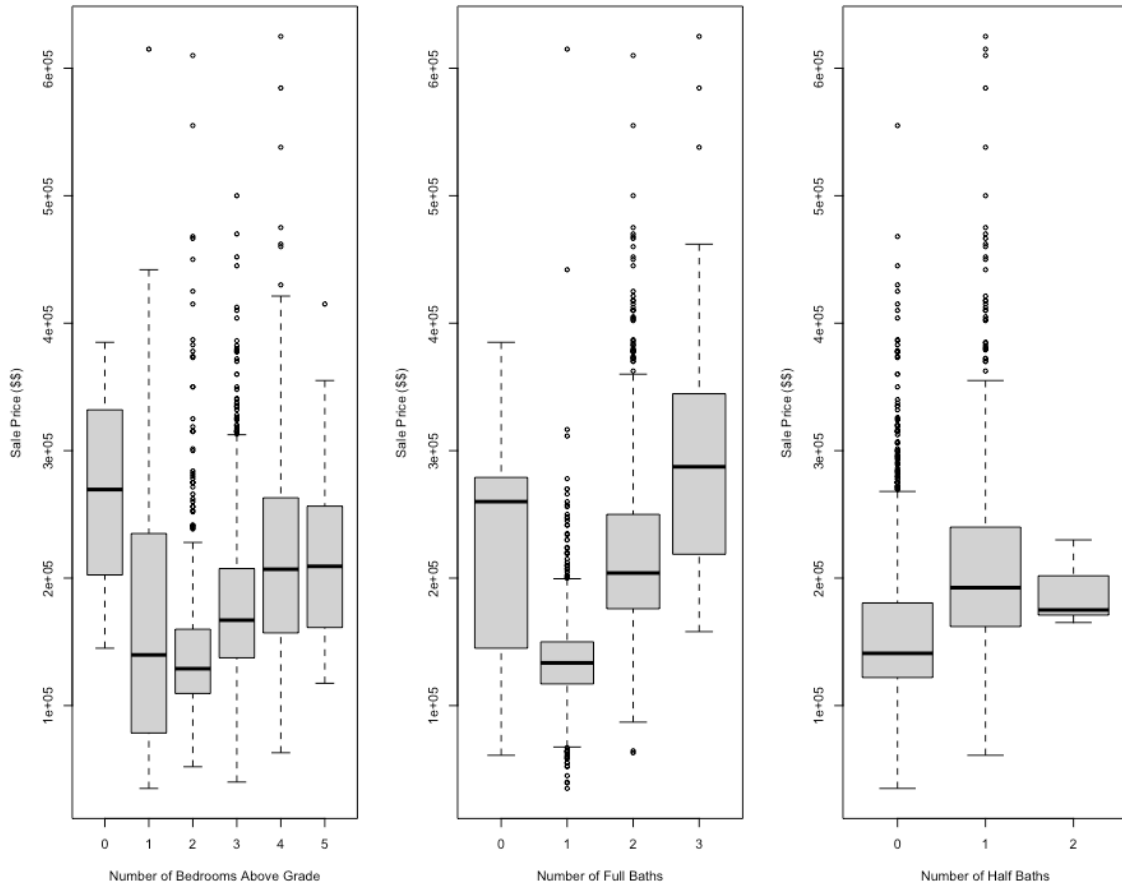 Sale Price ($$)
6e+05
5e+05
4e+05
3e+05
2e+05
1e+05
0 1 2 3 4 5
Number of Bedrooms Above Grade
Sale Price ($$)
6e+05
5e+05
4e+05
3e+05
2e+05
1e+05
0 1 2 3
Number of Full Baths
Sale Price ($$)
6e+05
5e+05
4e+05
3e+05
2e+05
1e+05
0 1 2
Number of Half Baths